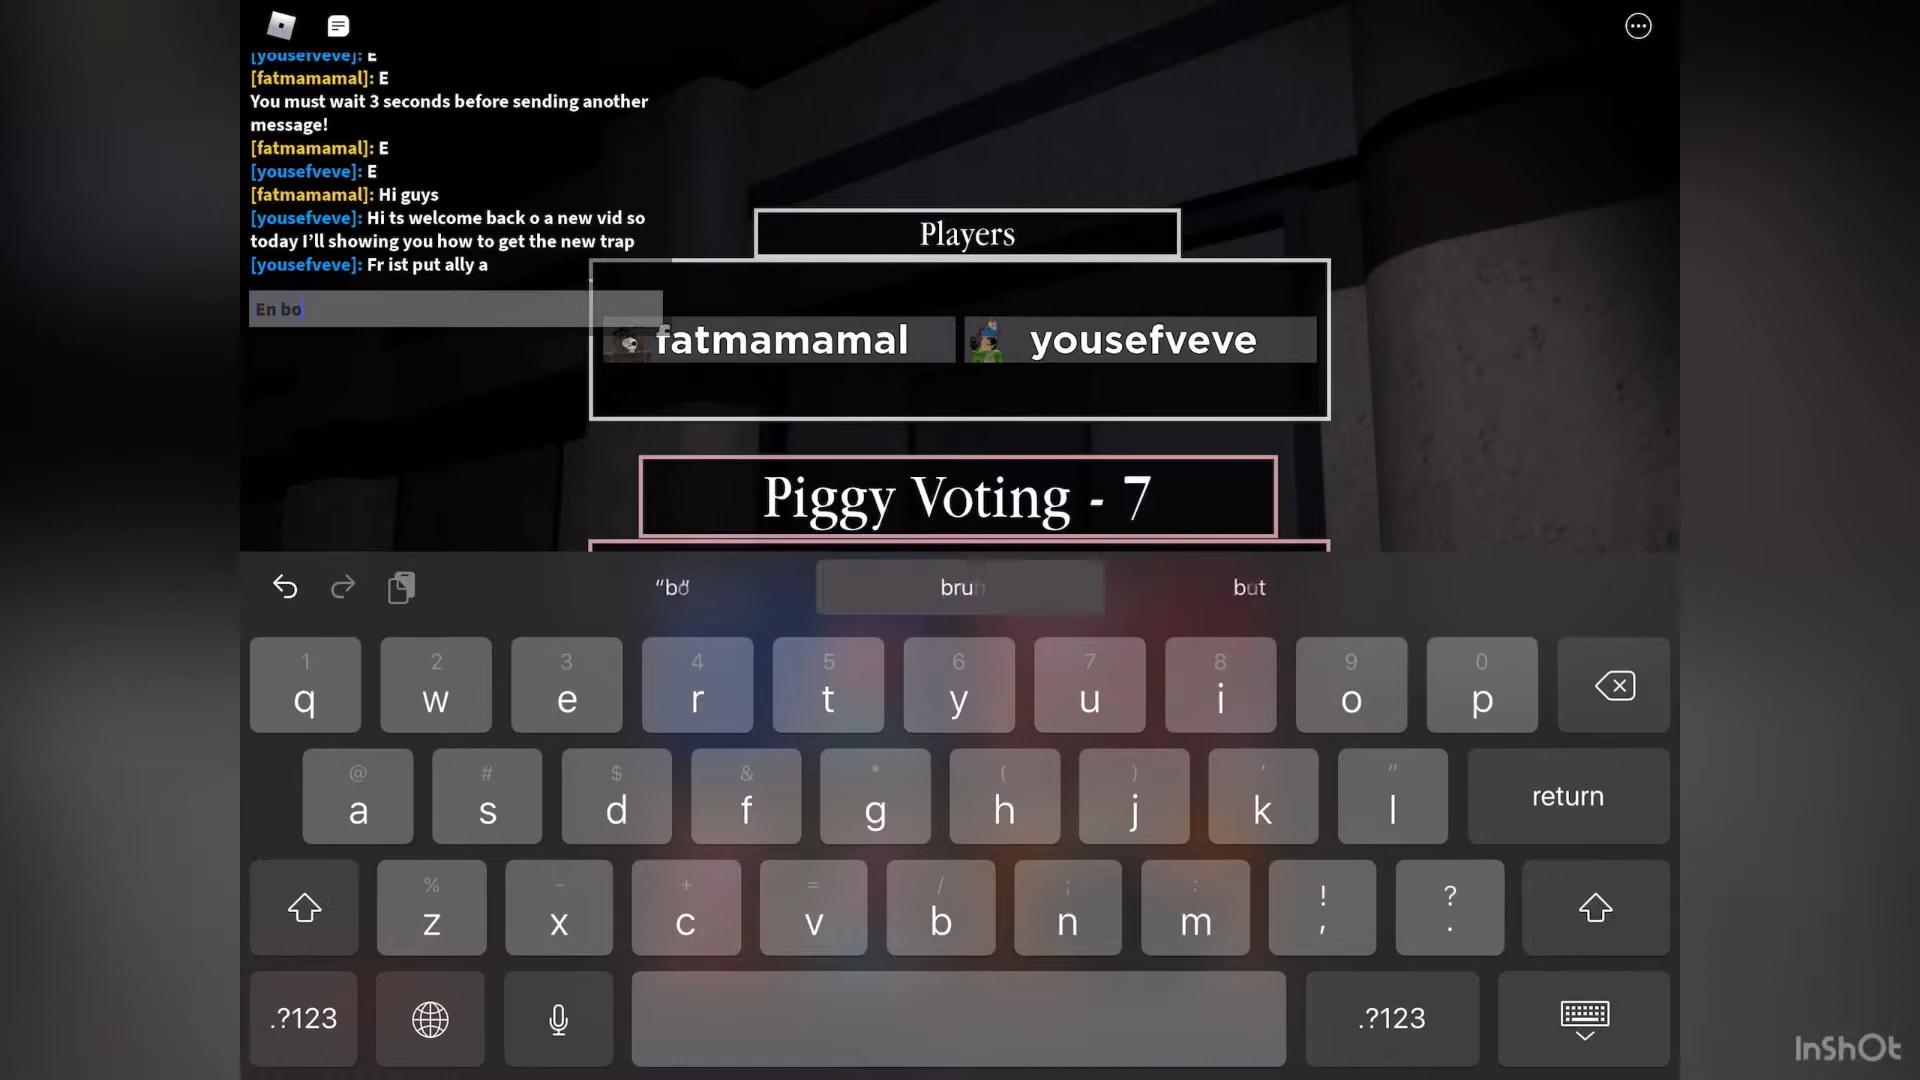 [yousefveve]: E
[fatmamamal]: E
You must wait 3 seconds before sending another
message!
[fatmamamal]: E
[yousefveve]: E
[fatmamamal]: Hi guys
[yousefveve]: Hi ts welcome back o a new vid so
today I’ll showing you how to get the new trap
[yousefveve]: Fr ist put ally a
En bo
Players
fatmamamal yousefveve
Piggy Voting - 7
1 2 3 4 5 6 7 8 9 0
q w e r t y u i o p
@ # $ & * ( ) ' "
a s d f g h j k l return
% - + = / ; : ! ?
z x c v b n m , .
.?123 .?123
InShOt